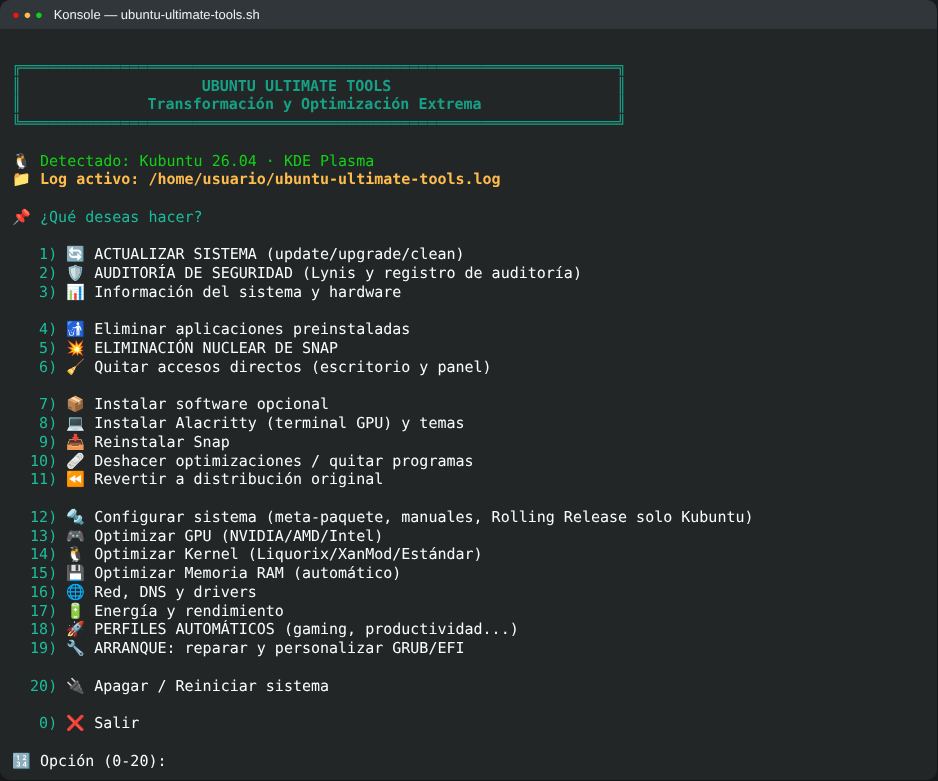 Konsole — ubuntu-ultimate-tools.sh
UBUNTU ULTIMATE TOOLS
Transformación y Optimización Extrema
🐧 Detectado: Kubuntu 26.04 · KDE Plasma
📁 Log activo: /home/usuario/ubuntu-ultimate-tools.log
📌 ¿Qué deseas hacer?
1) 🔄 ACTUALIZAR SISTEMA (update/upgrade/clean)
2) 🛡️ AUDITORÍA DE SEGURIDAD (Lynis y registro de auditoría)
3) 📊 Información del sistema y hardware
4) 🚮 Eliminar aplicaciones preinstaladas
5) 💥 ELIMINACIÓN NUCLEAR DE SNAP
6) 🧹 Quitar accesos directos (escritorio y panel)
7) 📦 Instalar software opcional
8) 💻 Instalar Alacritty (terminal GPU) y temas
9) 📥 Reinstalar Snap
10) 🩹 Deshacer optimizaciones / quitar programas
11) ⏪ Revertir a distribución original
12) 🔩 Configurar sistema (meta-paquete, manuales, Rolling Release solo Kubuntu)
13) 🎮 Optimizar GPU (NVIDIA/AMD/Intel)
14) 🐧 Optimizar Kernel (Liquorix/XanMod/Estándar)
15) 💾 Optimizar Memoria RAM (automático)
16) 🌐 Red, DNS y drivers
17) 🔋 Energía y rendimiento
18) 🚀 PERFILES AUTOMÁTICOS (gaming, productividad...)
19) 🔧 ARRANQUE: reparar y personalizar GRUB/EFI
20) 🔌 Apagar / Reiniciar sistema
0) ❌ Salir
🔢 Opción (0-20):